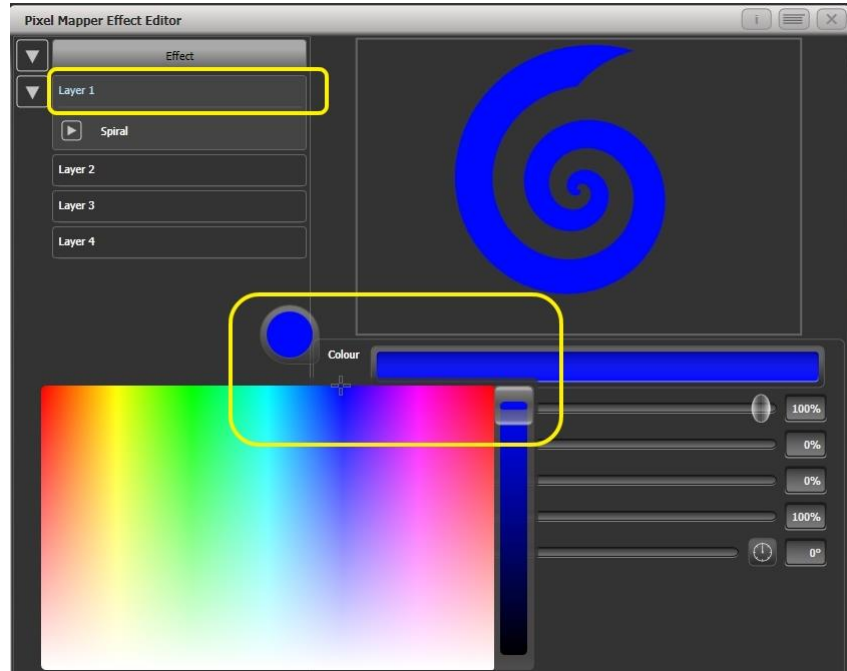 Pixel Mapper Effect Editor
Effect
Layer 1
Spiral
Layer 2
Layer 3
Layer 4
Colour
100%
0%
0%
100%
0°